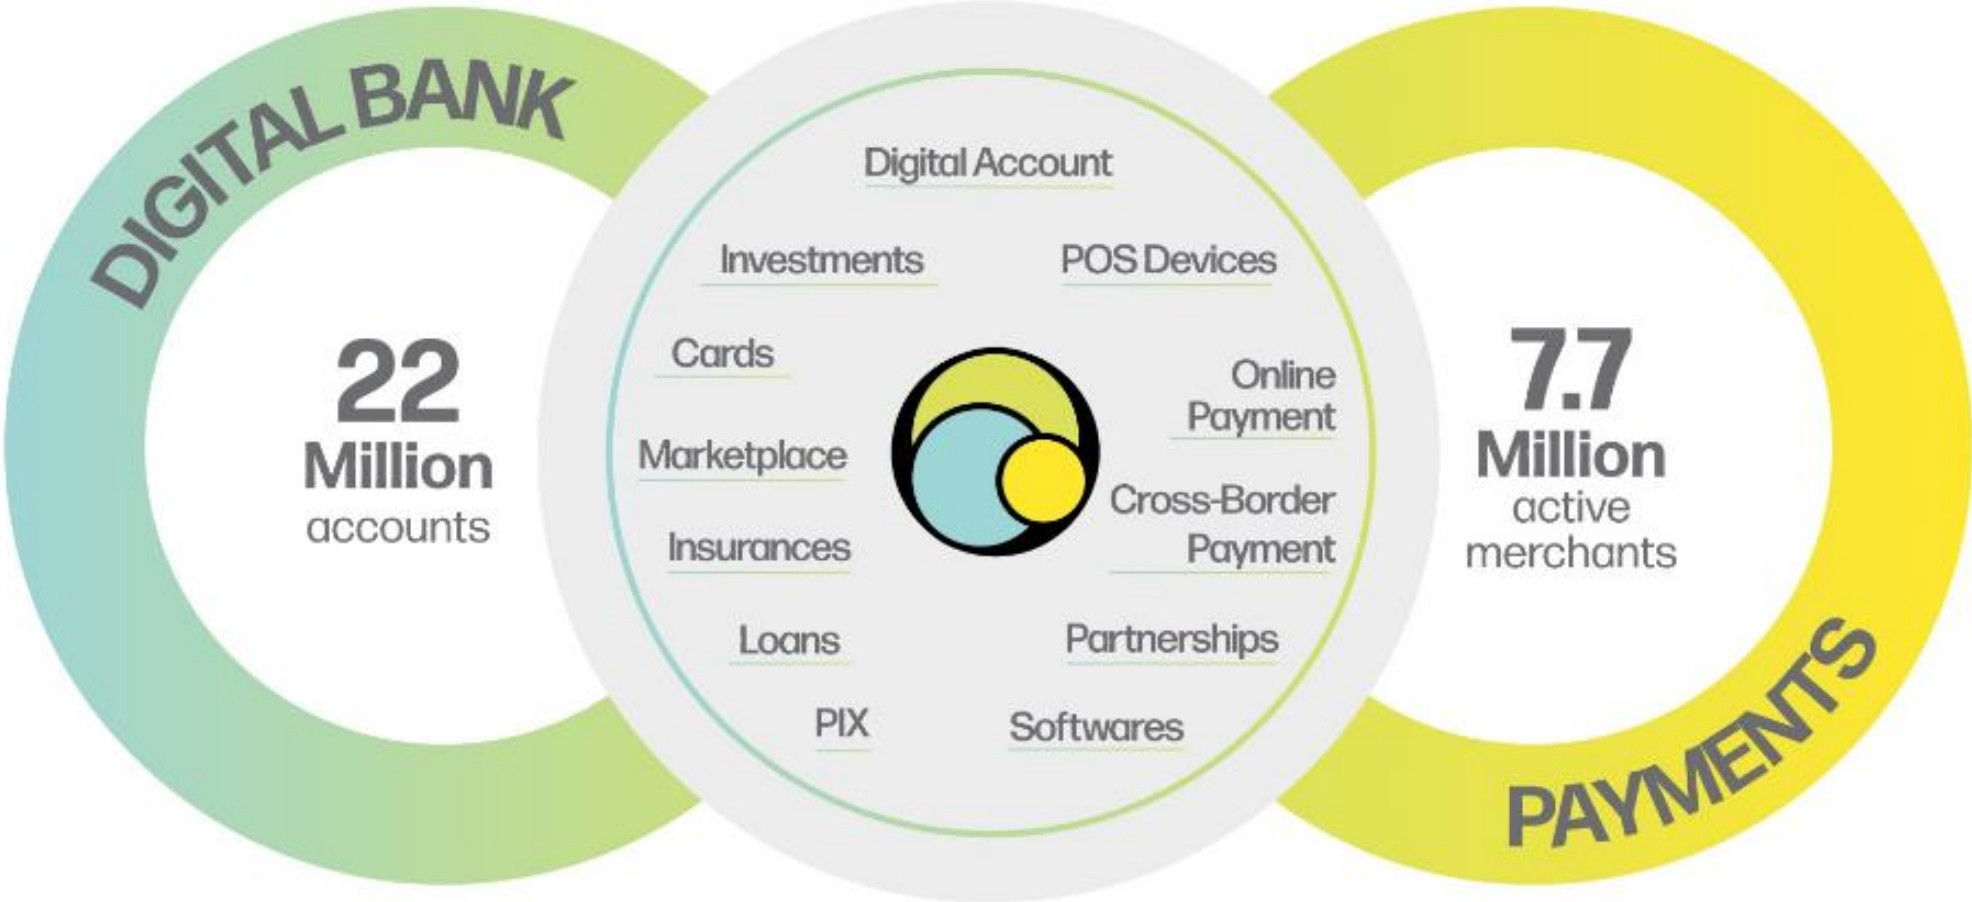 DIGITAL BANK
22
Million
accounts
Digital Account
Investments
POS Devices
Cards
Online
Payment
Marketplace
Cross-Border
Payment
Insurances
Loans
Partnerships
PIX
Softwares
7.7
Million
active
merchants
PAYMENTS